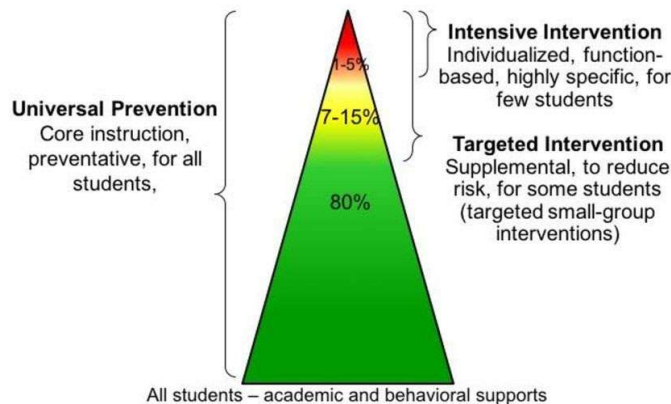 Universal Prevention
Core instruction,
preventative, for all
students,
1-5%
7-15%
80%
Intensive Intervention
Individualized, function-
based, highly specific, for
few students
Targeted Intervention
Supplemental, to reduce
risk, for some students
(targeted small-group
interventions)
All students – academic and behavioral supports